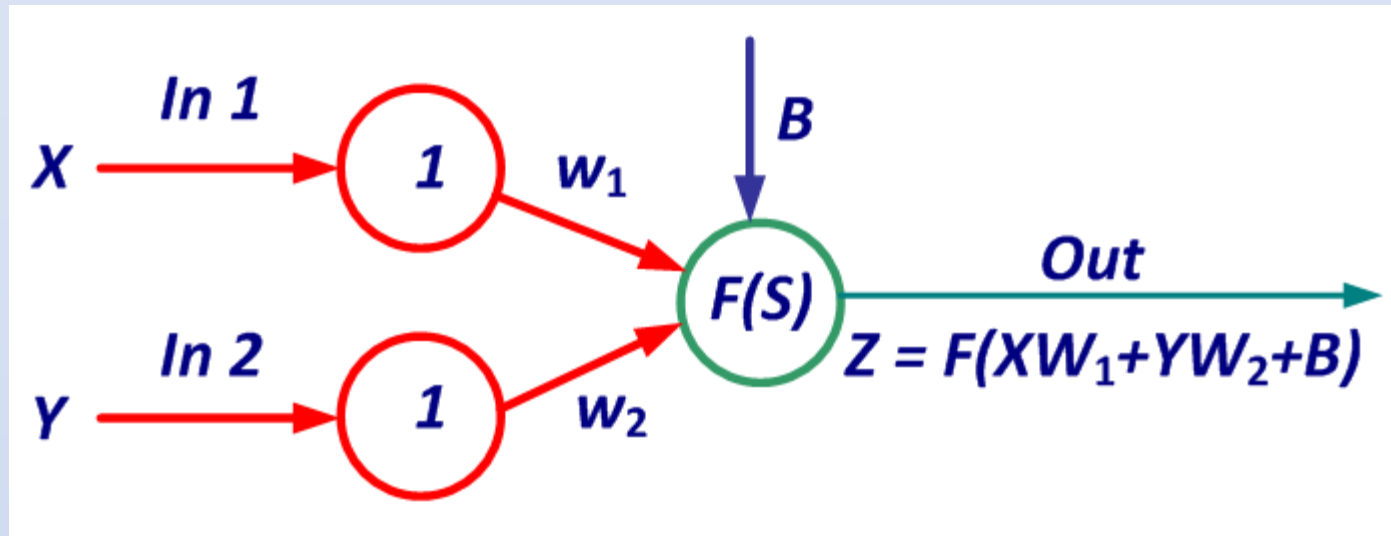 In 1
X
1
w₁
B
F(S)
Out
Z = F(XW₁+YW₂+B)
In 2
Y
1
w₂